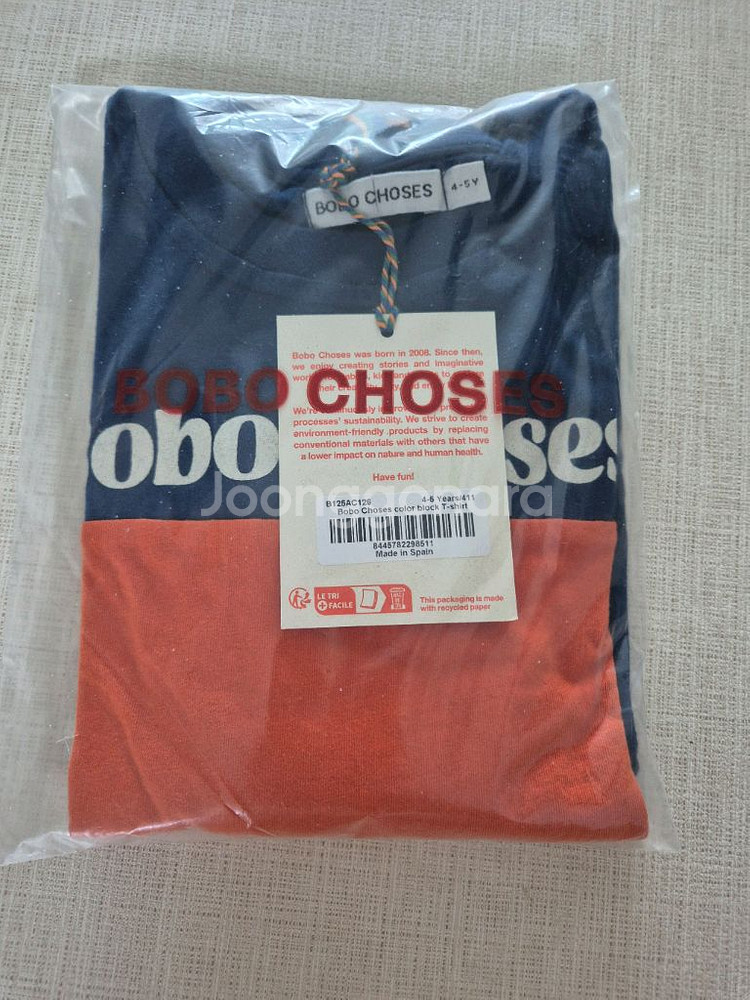 BOBO CHOSES
4-5Y
Bobo Choses was born in 2008. Since then,
we enjoy creating stories and imaginative
BOBO CHOSES
processes' sustainability. We strive to create
environment-friendly products by replacing
conventional materials with others that have
a lower impact on nature and human health.
obo ses
Have fun!
Joonggonara
B125AC126 4-5 Years/411
Bobo Choses color block T-shirt
8445782298511
Made in Spain
LE TRI
+ FACILE
This packaging is made
with recycled paper